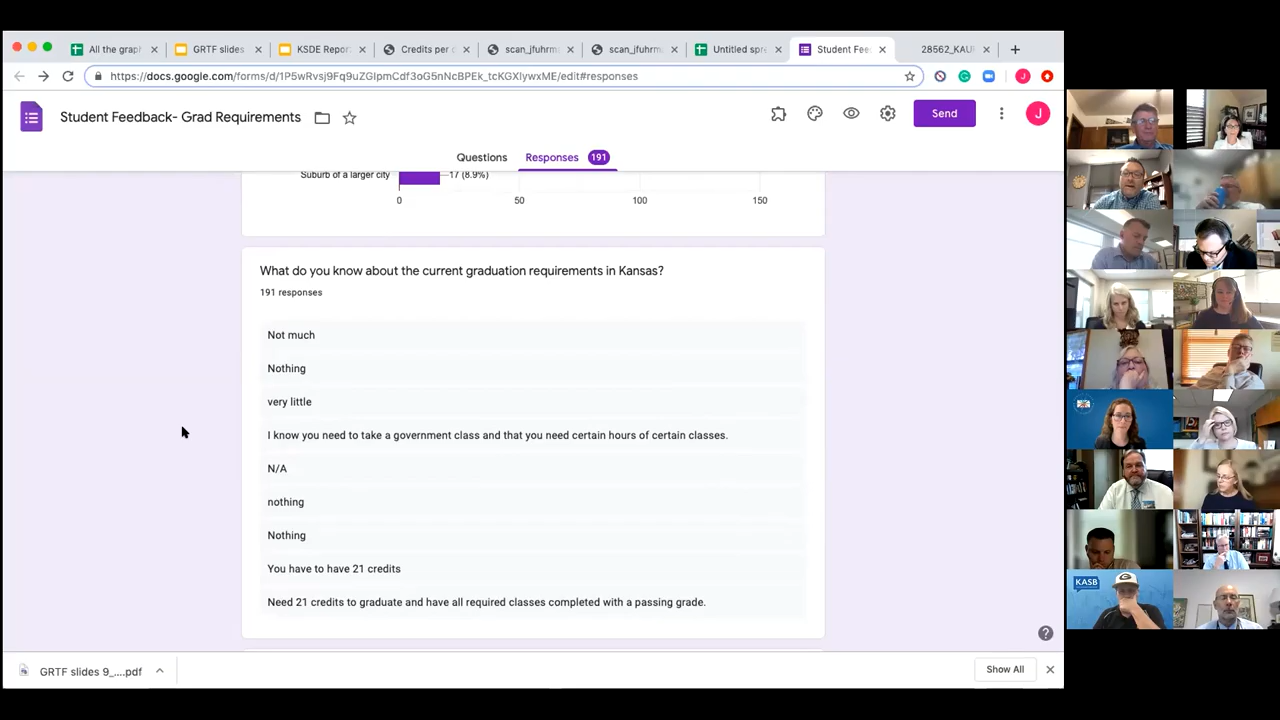 All the grap
GRTF slides
KSDE Repor
Credits per c
scan_jfuhrm
scan_jfuhrm
Untitled spre
Student Fee
28562_KAU
https://docs.google.com/forms/d/1P5wRvsj9Fq9uZGIpmCdf3oG5nNcBPEk_tcKGXIywxME/edit#responses
J
Student Feedback- Grad Requirements
Send
J
Questions
Responses 191
Suburb of a larger city
17 (8.9%)
0 50 100 150
What do you know about the current graduation requirements in Kansas?
191 responses
Not much
Nothing
very little
I know you need to take a government class and that you need certain hours of certain classes.
N/A
nothing
Nothing
You have to have 21 credits
Need 21 credits to graduate and have all required classes completed with a passing grade.
GRTF slides 9_....pdf
Show All
KASB